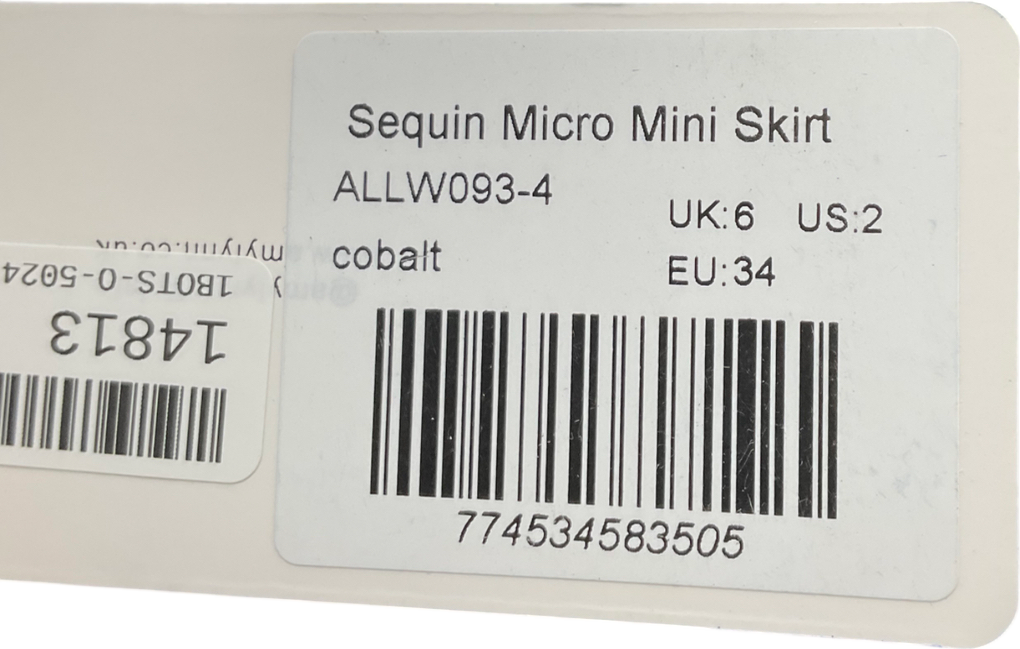 Sequin Micro Mini Skirt
ALLW093-4
UK:6 US:2
cobalt
EU:34
774534583505
1BOTS-0-5024
14813